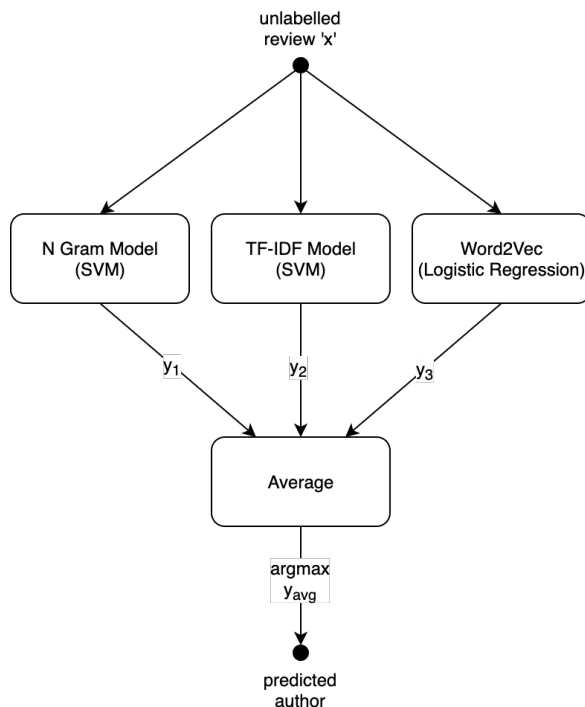 unlabelled
review 'x'
N Gram Model
(SVM)
TF-IDF Model
(SVM)
Word2Vec
(Logistic Regression)
y1
y2
y3
Average
argmax
yavg
predicted
author